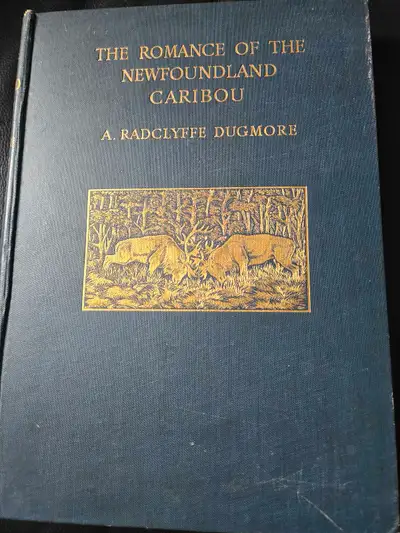 THE ROMANCE OF THE
NEWFOUNDLAND
CARIBOU
A. RADCLYFFE DUGMORE